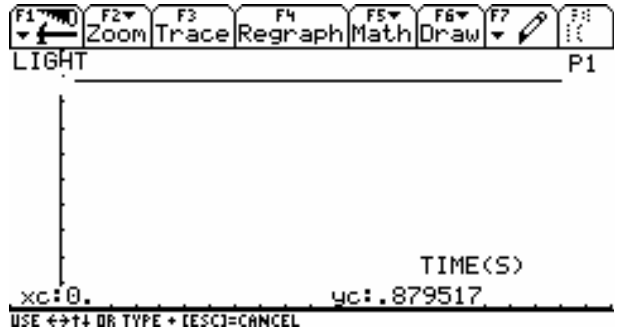 F1 F2 F3 F4 F5 F6 F7
Zoom Trace Regraph Math Draw
LIGHT P1
TIME(S)
xc:0. yc:.879517
USE ←→↑↓ OR TYPE + [ESC]=CANCEL